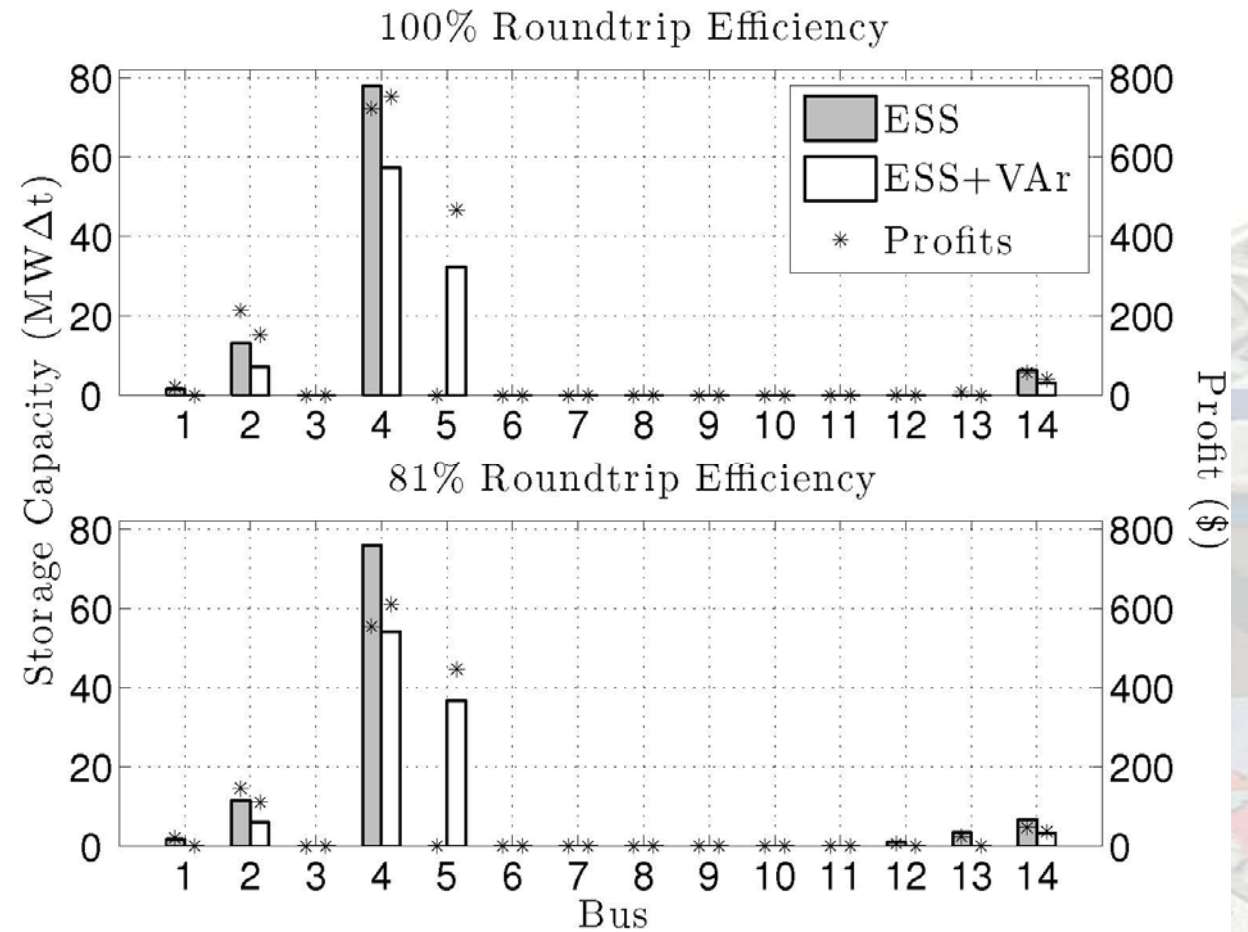 100% Roundtrip Efficiency
80 800
60 600
40 400
20 200
0 0
ESS
ESS+VAr
* Profits
1 2 3 4 5 6 7 8 9 10 11 12 13 14
Storage Capacity (MWΔt)
Profit ($)
81% Roundtrip Efficiency
80 800
60 600
40 400
20 200
0 0
1 2 3 4 5 6 7 8 9 10 11 12 13 14
Bus